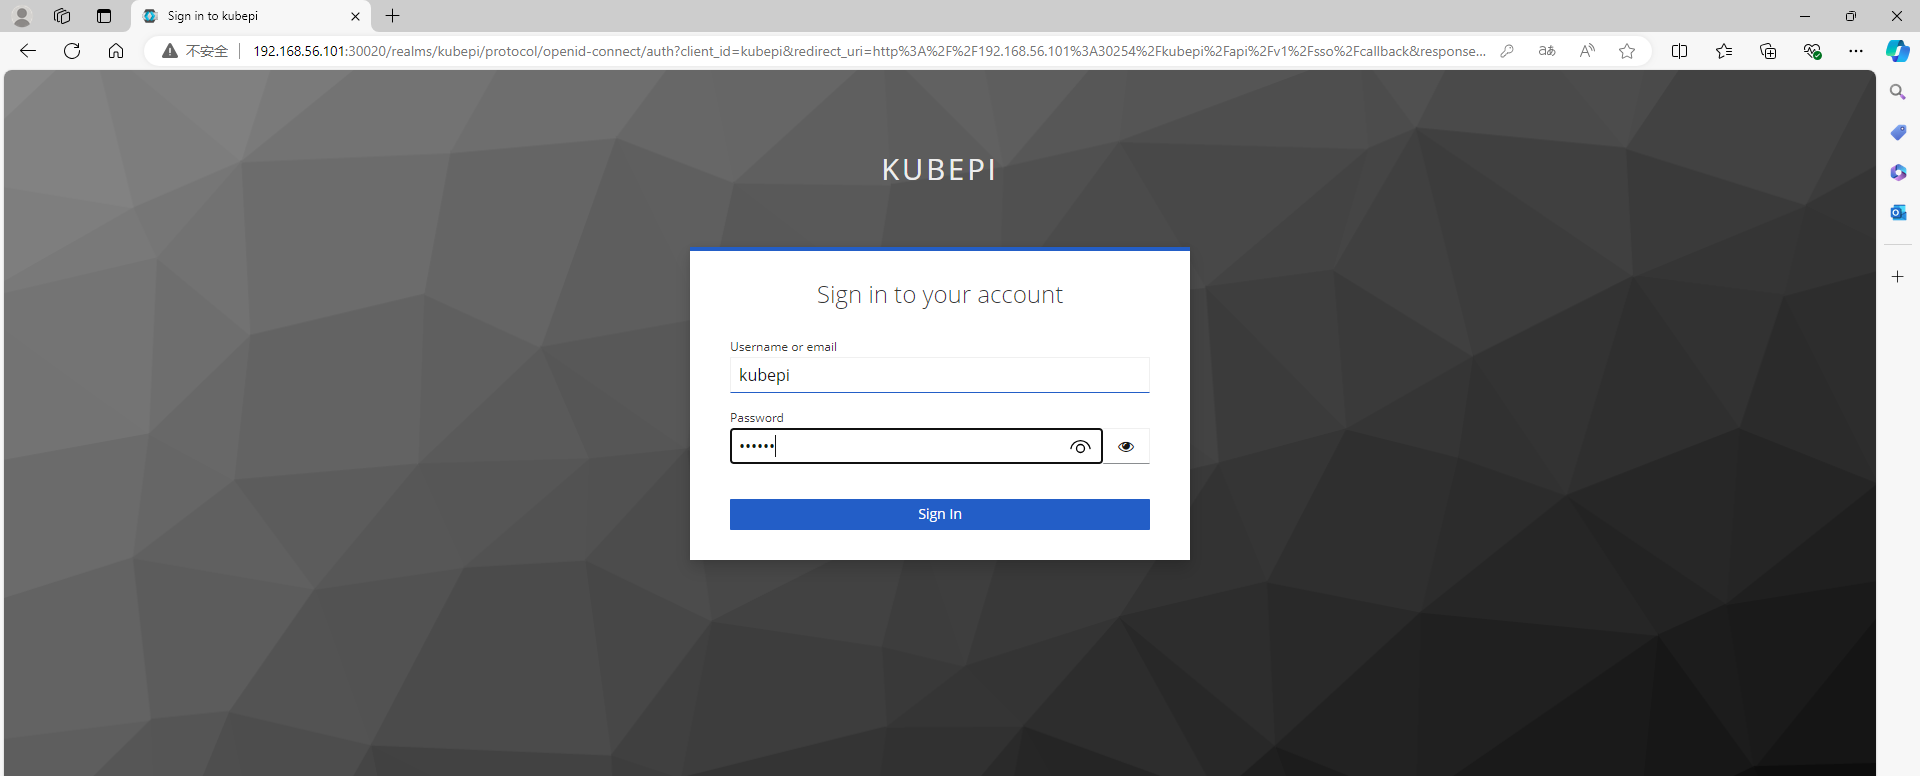 Sign in to kubepi
不安全
192.168.56.101:30020/realms/kubepi/protocol/openid-connect/auth?client_id=kubepi&redirect_uri=http%3A%2F%2F192.168.56.101%3A30254%2Fkubepi%2Fapi%2Fv1%2Fsso%2Fcallback&response...
KUBEPI
Sign in to your account
Username or email
kubepi
Password
••••••
Sign In